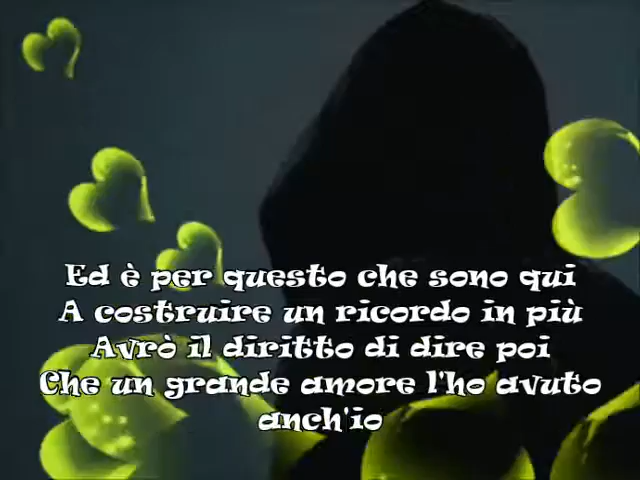 Ed è per questo che sono qui
A costruire un ricordo in più
Avrò il diritto di dire poi
Che un grande amore l'ho avuto
anch'io